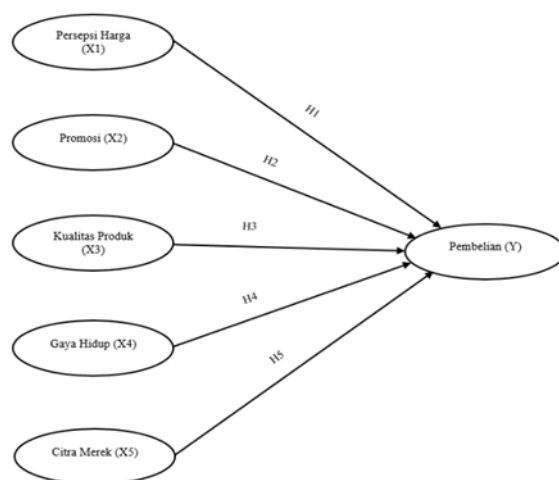 Persepsi Harga
(X1)
H1
Promosi (X2)
H2
Kualitas Produk
(X3)
H3
Pembelian (Y)
Gaya Hidup (X4)
H4
Citra Merek (X5)
H5